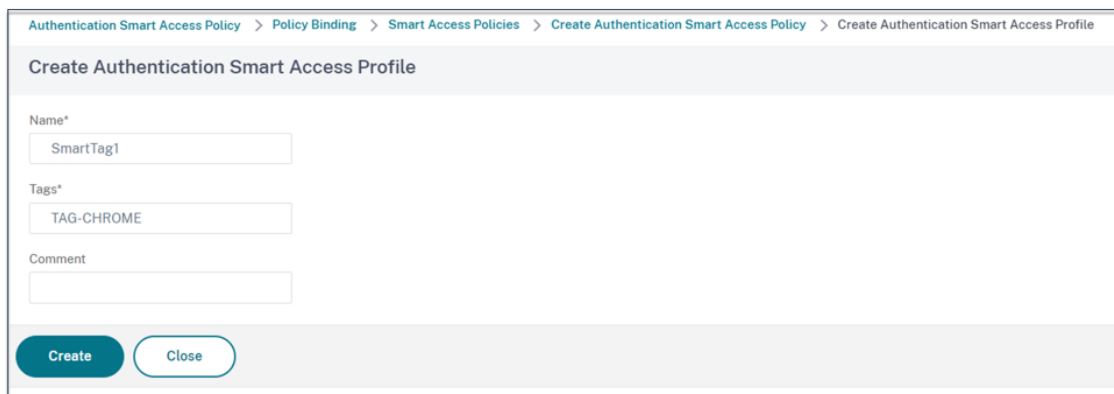 Authentication Smart Access Policy > Policy Binding > Smart Access Policies > Create Authentication Smart Access Policy > Create Authentication Smart Access Profile
Create Authentication Smart Access Profile
Name*
SmartTag1
Tags*
TAG-CHROME
Comment
Create Close